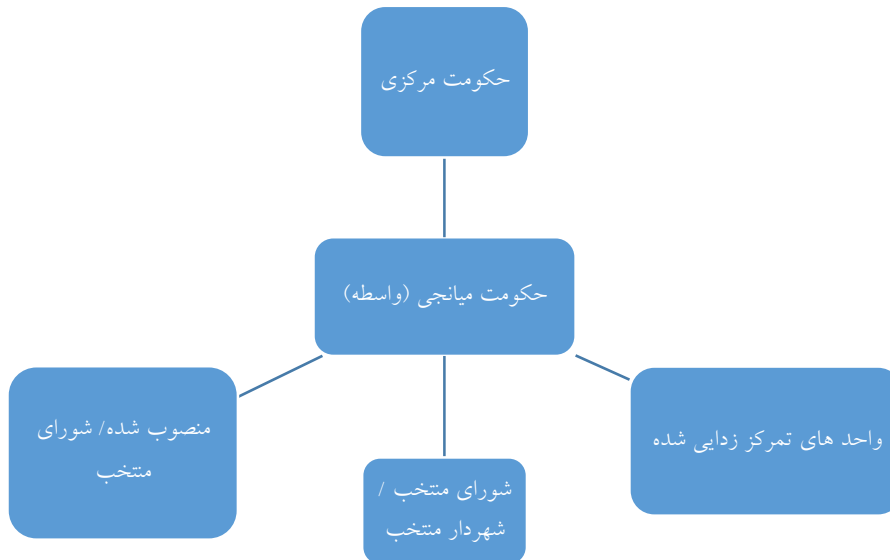 حکومت مرکزی
حکومت میانجی (واسطه)
واحد های تمرکز زدایی شده
شورای منتخب /
شهردار منتخب
منصوب شده/ شورای
منتخب